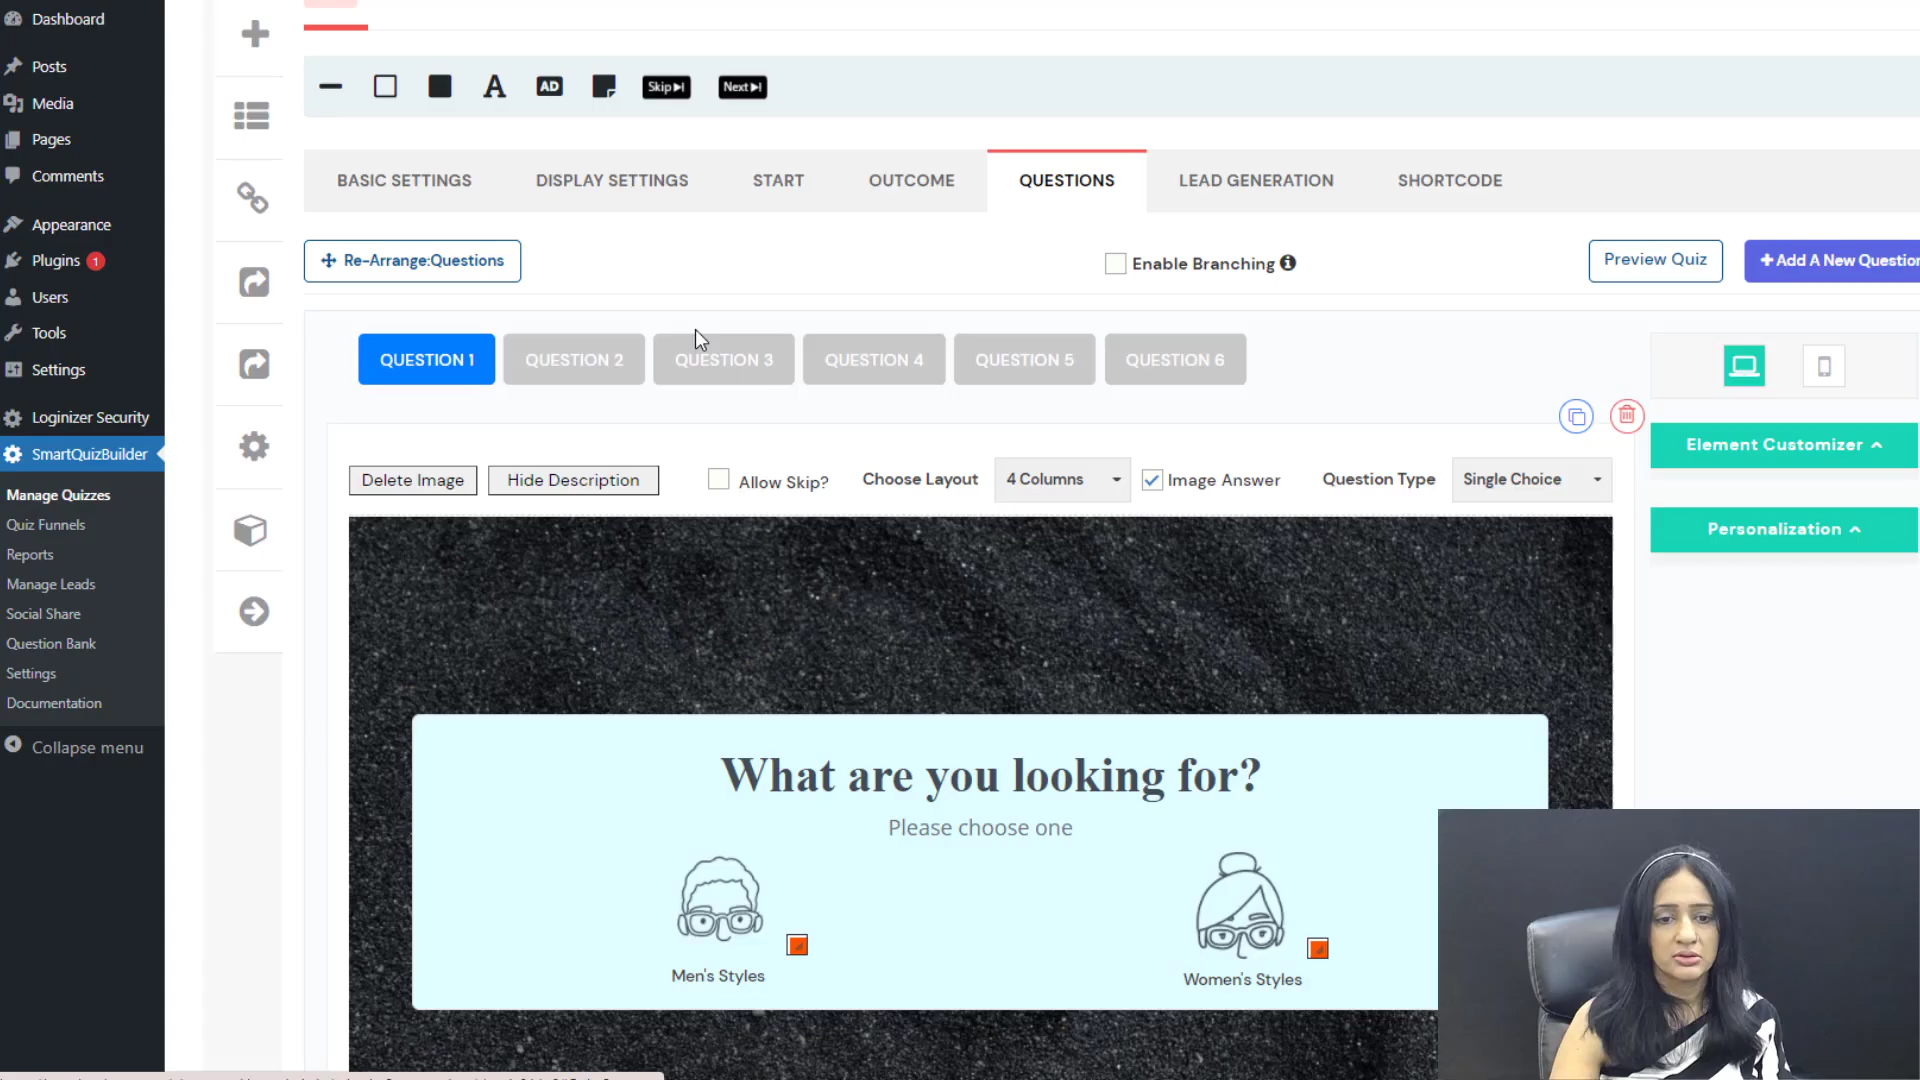 Dashboard
Posts
Media
Pages
Comments
Appearance
Plugins 1
Users
Tools
Settings
Loginizer Security
SmartQuizBuilder
Manage Quizzes
Quiz Funnels
Reports
Manage Leads
Social Share
Question Bank
Settings
Documentation
Collapse menu
A AD Skip Next
BASIC SETTINGS DISPLAY SETTINGS START OUTCOME QUESTIONS LEAD GENERATION SHORTCODE
Re-Arrange:Questions Enable Branching Preview Quiz +Add A New Question
QUESTION 1 QUESTION 2 QUESTION 3 QUESTION 4 QUESTION 5 QUESTION 6
Delete Image Hide Description Allow Skip? Choose Layout 4 Columns Image Answer Question Type Single Choice
Element Customizer
Personalization
What are you looking for?
Please choose one
Men's Styles Women's Styles